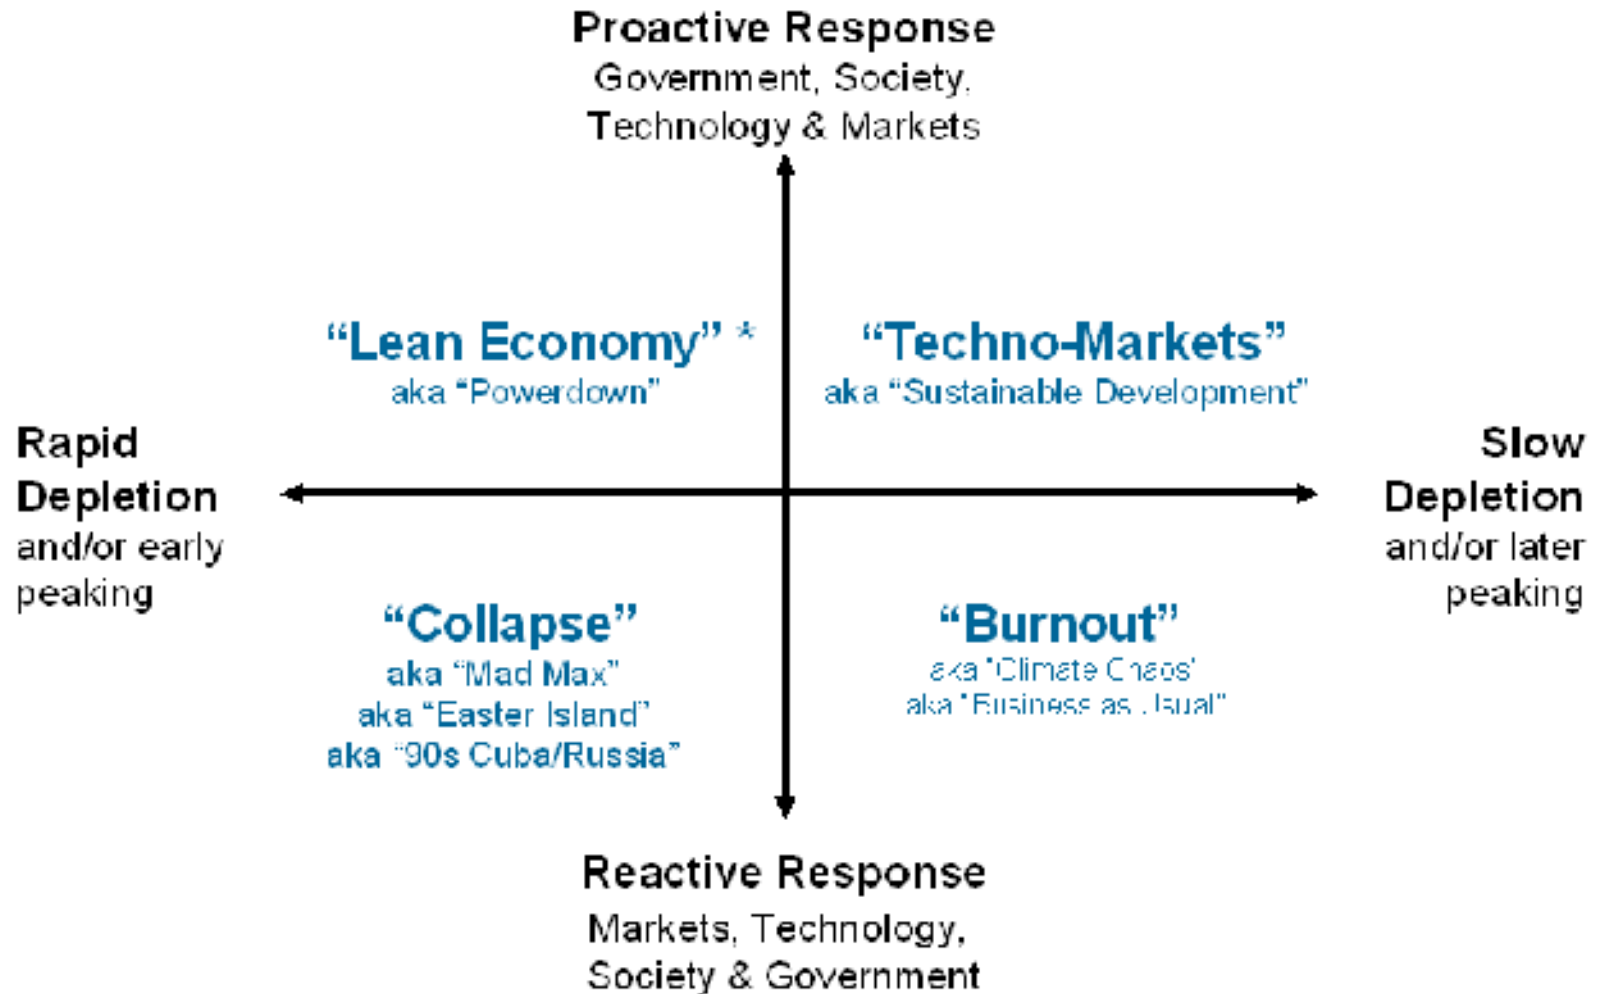 Proactive Response
Government, Society,
Technology & Markets
“Lean Economy” *
aka “Powerdown”
“Techno-Markets”
aka “Sustainable Development”
Rapid
Depletion
and/or early
peaking
Slow
Depletion
and/or later
peaking
“Collapse”
aka “Mad Max”
aka “Easter Island”
aka “90s Cuba/Russia”
“Burnout”
aka "Climate Chaos'
aka "Business as Usual"
Reactive Response
Markets, Technology,
Society & Government